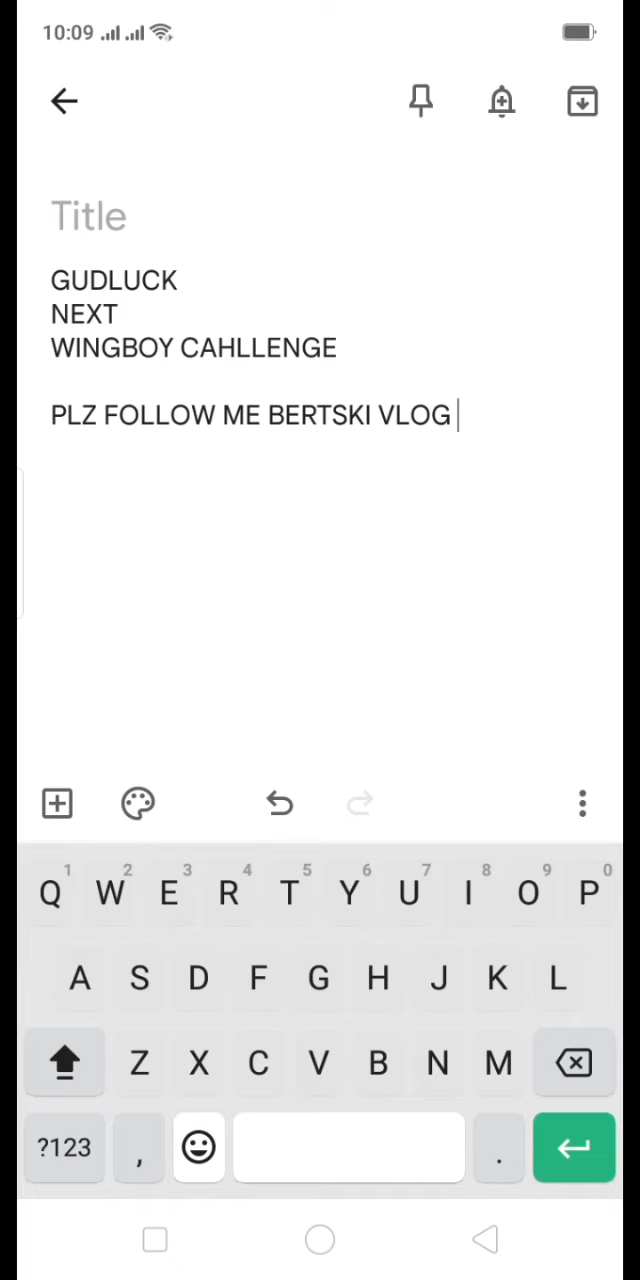 10:09
Title
GUDLUCK
NEXT
WINGBOY CAHLLENGE
PLZ FOLLOW ME BERTSKI VLOG
1 2 3 4 5 6 7 8 9 0
Q W E R T Y U I O P
A S D F G H J K L
Z X C V B N M
?123 , .